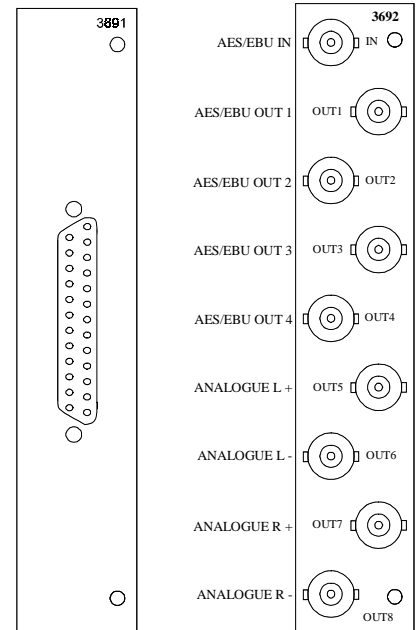 3691
3692
AES/EBU IN
IN
AES/EBU OUT 1
OUT1
AES/EBU OUT 2
OUT2
AES/EBU OUT 3
OUT3
AES/EBU OUT 4
OUT4
ANALOGUE L +
OUT5
ANALOGUE L -
OUT6
ANALOGUE R +
OUT7
ANALOGUE R -
OUT8